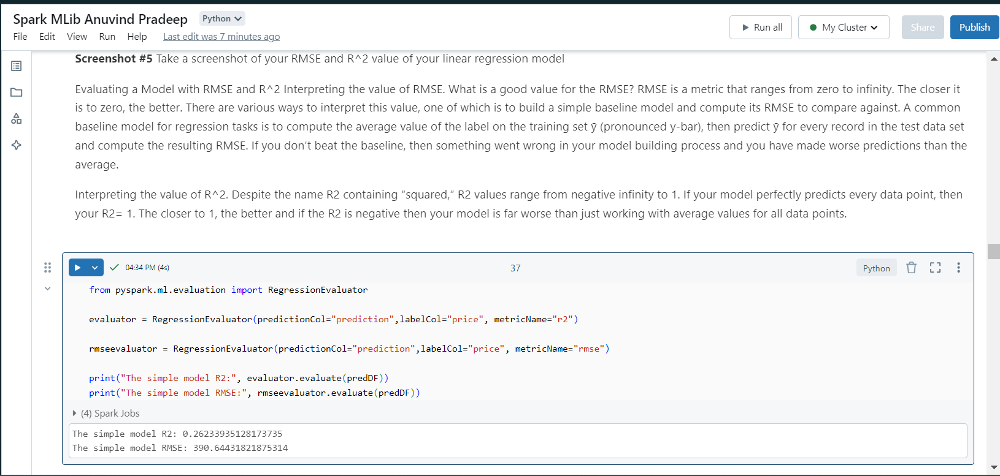 Spark MLib Anuvind Pradeep Python
File Edit View Run Help Last edit was 7 minutes ago
Run all My Cluster Share Publish
Screenshot #5 Take a screenshot of your RMSE and R^2 value of your linear regression model
Evaluating a Model with RMSE and R^2 Interpreting the value of RMSE. What is a good value for the RMSE? RMSE is a metric that ranges from zero to infinity. The closer it
is to zero, the better. There are various ways to interpret this value, one of which is to build a simple baseline model and compute its RMSE to compare against. A common
baseline model for regression tasks is to compute the average value of the label on the training set ȳ (pronounced y-bar), then predict ȳ for every record in the test data set
and compute the resulting RMSE. If you don’t beat the baseline, then something went wrong in your model building process and you have made worse predictions than the
average.
Interpreting the value of R^2. Despite the name R2 containing “squared,” R2 values range from negative infinity to 1. If your model perfectly predicts every data point, then
your R2= 1. The closer to 1, the better and if the R2 is negative then your model is far worse than just working with average values for all data points.
04:34 PM (4s) 37 Python
from pyspark.ml.evaluation import RegressionEvaluator
evaluator = RegressionEvaluator(predictionCol="prediction",labelCol="price", metricName="r2")
rmseevaluator = RegressionEvaluator(predictionCol="prediction",labelCol="price", metricName="rmse")
print("The simple model R2:", evaluator.evaluate(predDF))
print("The simple model RMSE:", rmseevaluator.evaluate(predDF))
(4) Spark Jobs
The simple model R2: 0.26233935128173735
The simple model RMSE: 390.64431821875314